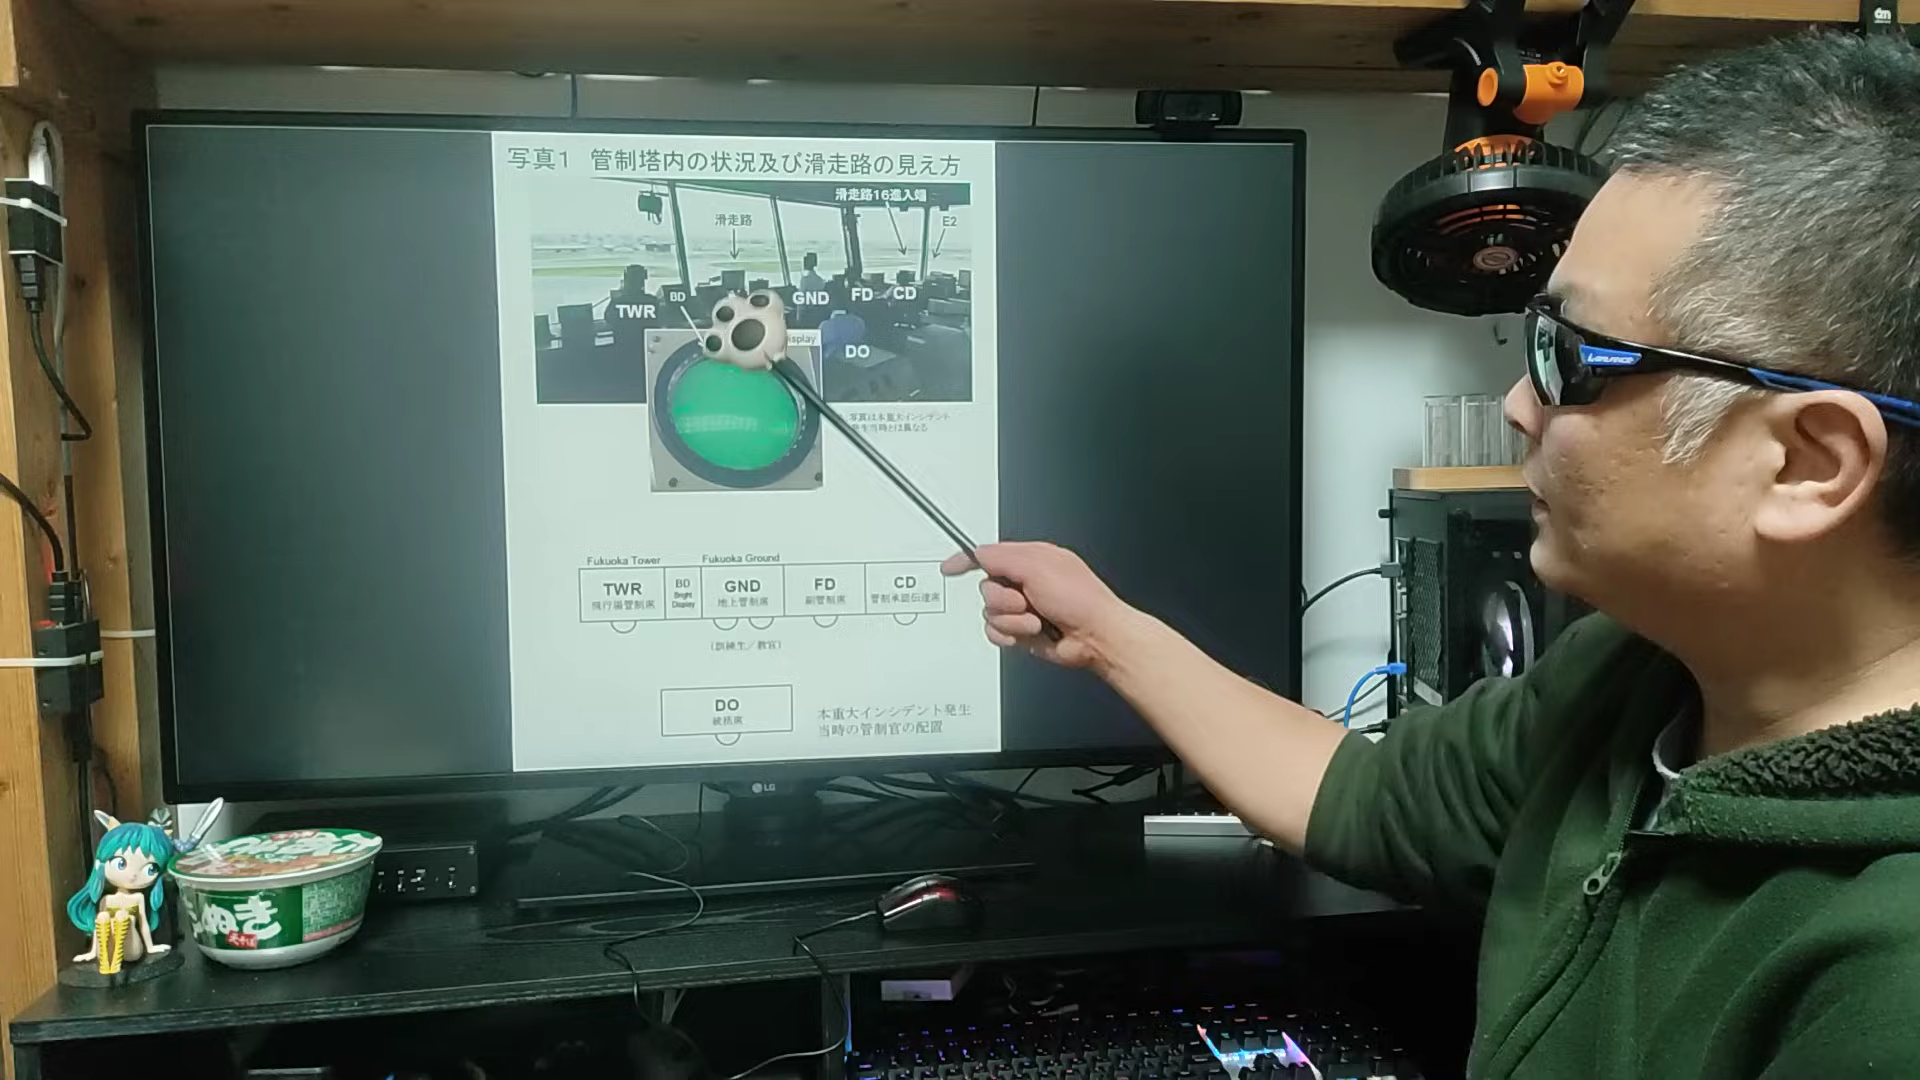 写真1 管制塔内の状況及び滑走路の見え方
滑走路16進入端
滑走路
E2
TWR
BD
GND
FD
CD
DO
isplay
写真は本重大インシデント
発生当時とは異なる
Fukuoka Tower
Fukuoka Ground
TWR
飛行場管制席
BD
Bright
Display
GND
地上管制席
FD
副管制席
CD
管制承認伝達席
(訓練生/教官)
DO
統括席
本重大インシデント発生
当時の管制官の配置
LG
ぬき